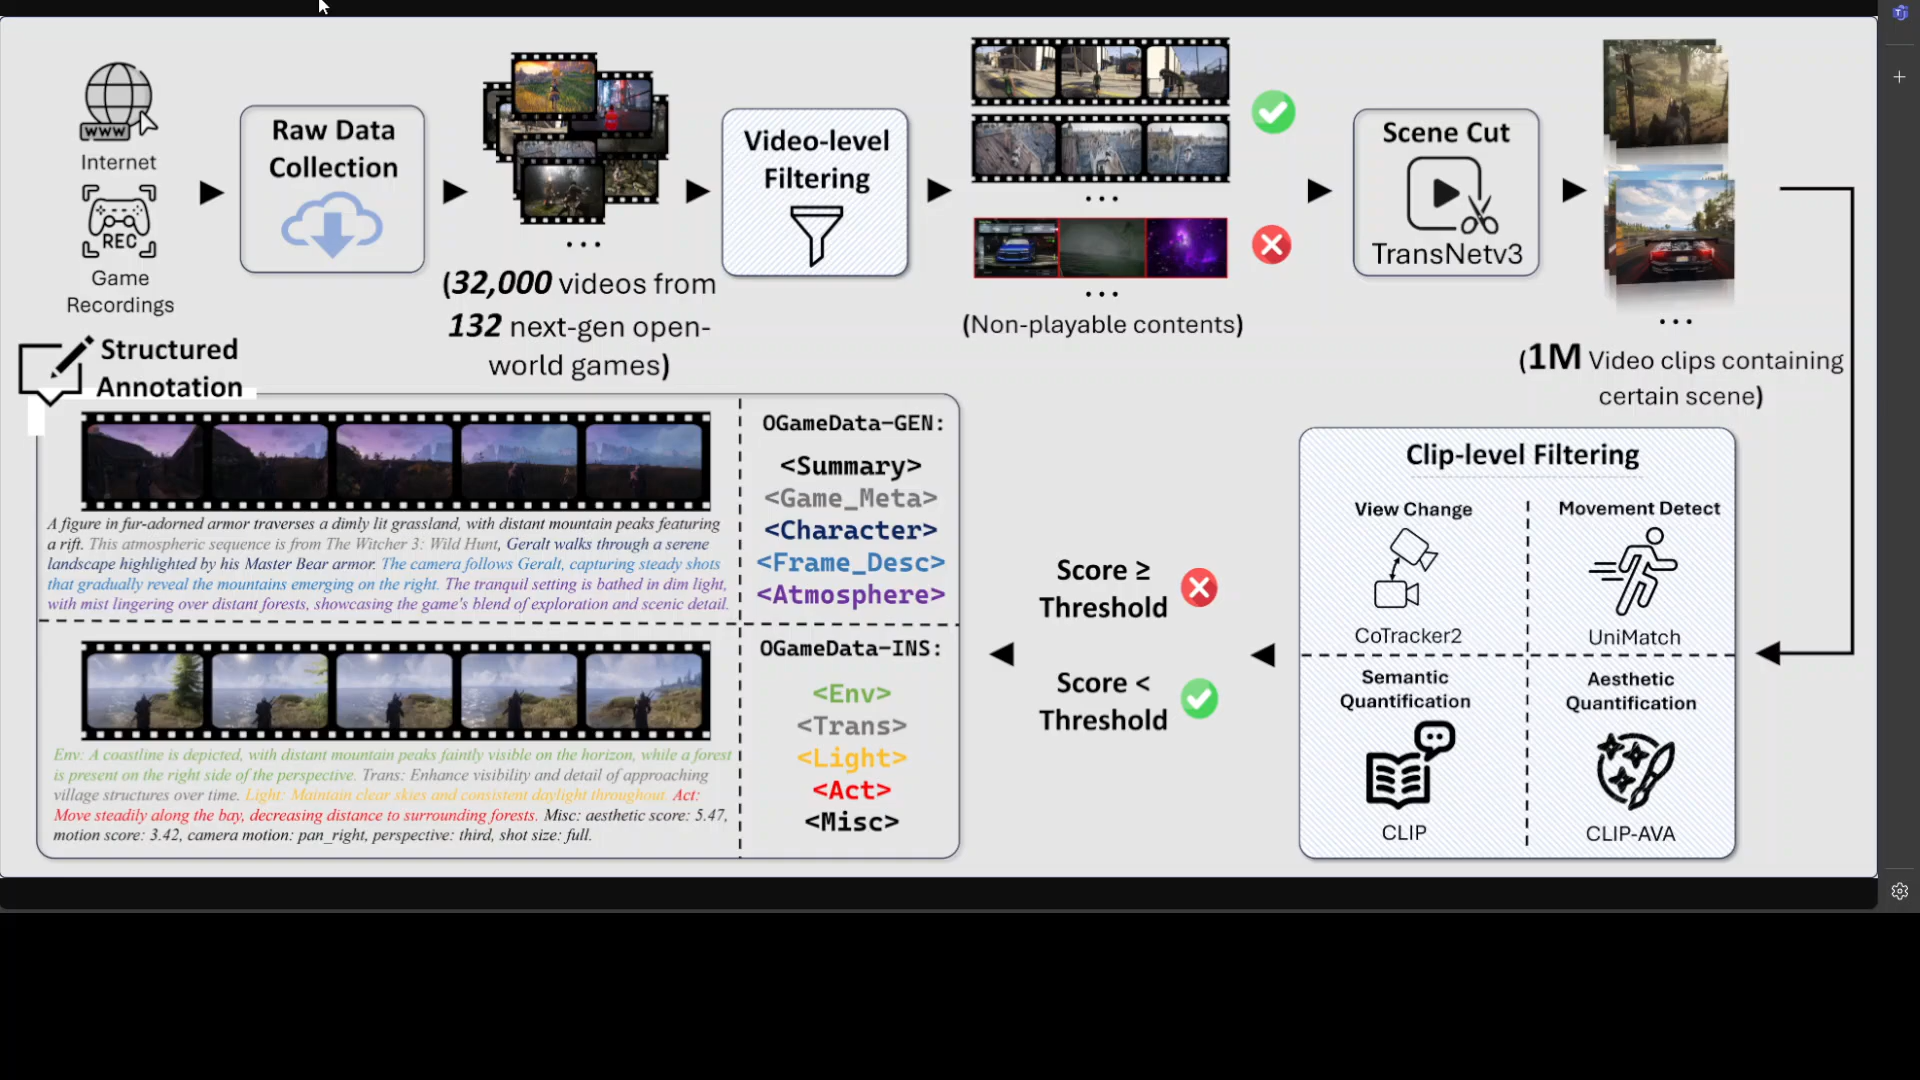 WWW
Internet
REC
Game
Recordings
Raw Data
Collection
...
(32,000 videos from
132 next-gen open-
world games)
Video-level
Filtering
...
...
(Non-playable contents)
Scene Cut
TransNetv3
...
(1M Video clips containing
certain scene)
Structured
Annotation
A figure in fur-adorned armor traverses a dimly lit grassland, with distant mountain peaks featuring
a rift. This atmospheric sequence is from The Witcher 3: Wild Hunt, Geralt walks through a serene
landscape highlighted by his Master Bear armor. The camera follows Geralt, capturing steady shots
that gradually reveal the mountains emerging on the right. The tranquil setting is bathed in dim light,
with mist lingering over distant forests, showcasing the game's blend of exploration and scenic detail.
OGameData-GEN:
<Summary>
<Game_Meta>
<Character>
<Frame_Desc>
<Atmosphere>
Env: A coastline is depicted, with distant mountain peaks faintly visible on the horizon, while a forest
is present on the right side of the perspective. Trans: Enhance visibility and detail of approaching
village structures over time. Light: Maintain clear skies and consistent daylight throughout. Act:
Move steadily along the bay, decreasing distance to surrounding forests. Misc: aesthetic score: 5.47,
motion score: 3.42, camera motion: pan_right, perspective: third, shot size: full.
OGameData-INS:
<Env>
<Trans>
<Light>
<Act>
<Misc>
Score ≥
Threshold
Score <
Threshold
Clip-level Filtering
View Change
CoTracker2
Movement Detect
UniMatch
Semantic
Quantification
CLIP
Aesthetic
Quantification
CLIP-AVA